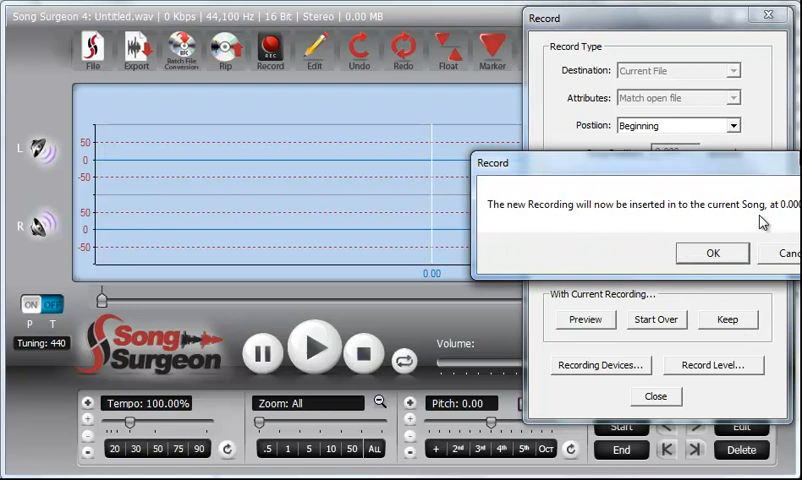 Song Surgeon 4: Untitled.wav | 0 Kbps | 44,100 Hz | 16 Bit | Stereo | 0.00 MB
File
Export
Batch File
Conversion
Rip
Record
Edit
Undo
Redo
Float
Marker
REC
L
50
0
-50
R
50
0
-50
0.00
ON
OFF
P T
Tuning: 440
Song
Surgeon
Volume:
Tempo: 100.00%
20 30 50 75 90
Zoom: All
.5 1 5 10 50 ALL
Pitch: 0.00
+ 2nd 3rd 4th 5th Oct
Start
End
Edit
Delete
Record
Record Type
Destination: Current File
Attributes: Match open file
Postiion: Beginning
Record
The new Recording will now be inserted in to the current Song, at 0.000
OK
Canc
With Current Recording...
Preview
Start Over
Keep
Recording Devices...
Record Level...
Close